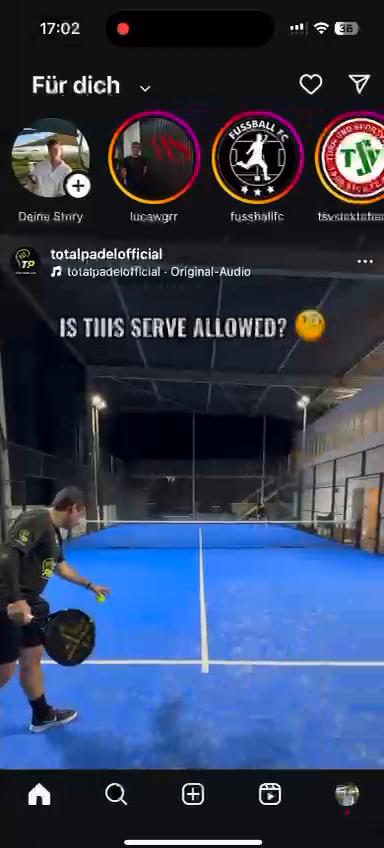 17:02
36
Für dich
FUSSBALL FC
TSV
Deine Story
lucawgrr
fussballfc
totalpadelofficial
totalpadelofficial · Original-Audio
TP
IS THIS SERVE ALLOWED?